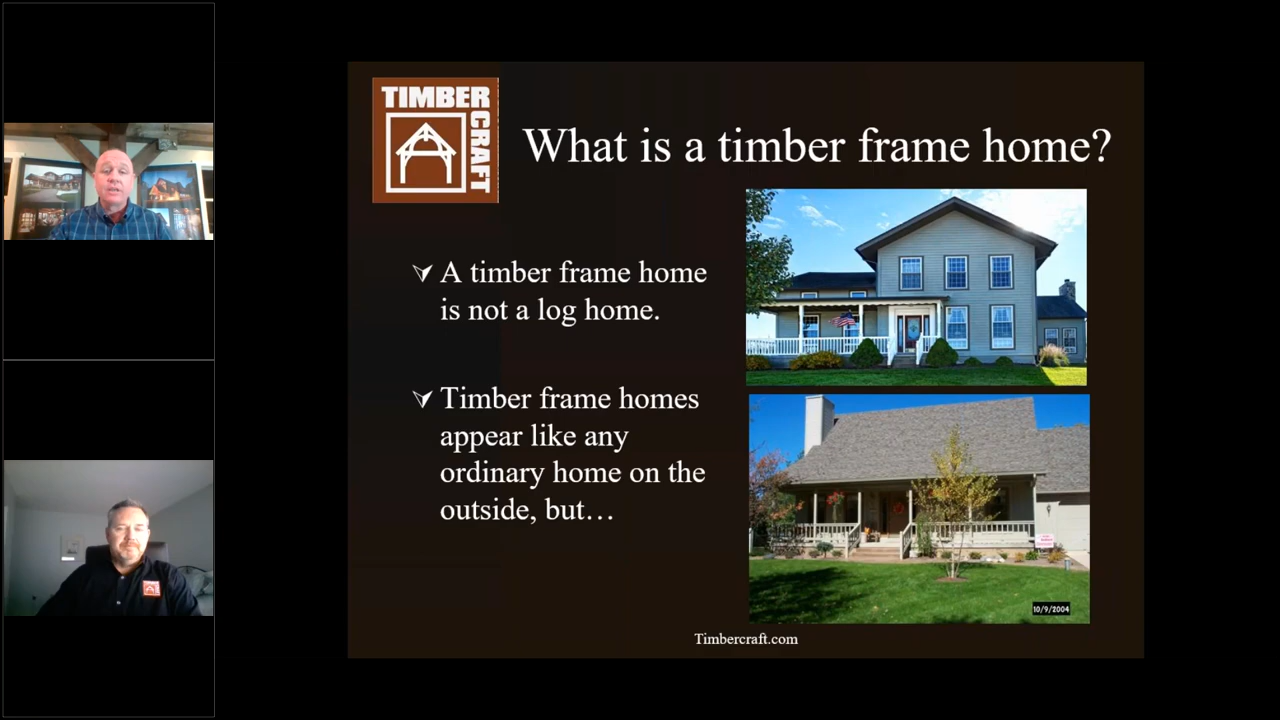 TIMBER
CRAFT
What is a timber frame home?
A timber frame home
is not a log home.
Timber frame homes
appear like any
ordinary home on the
outside, but…
10/9/2004
Timbercraft.com